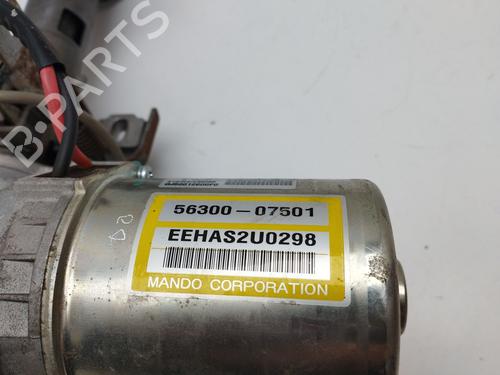 B-PARTS
56300-07501
EEHAS2U0298
MANDO CORPORATION